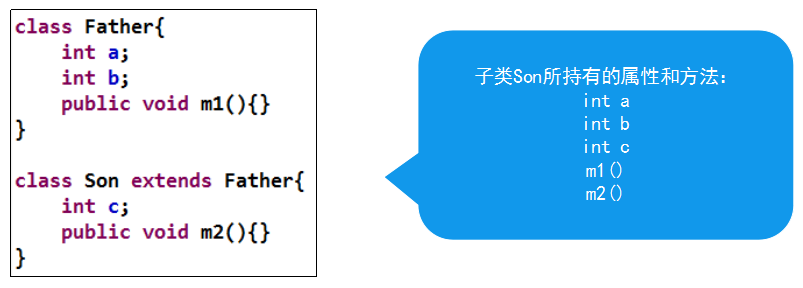 class Father{
    int a;
    int b;
    public void m1(){}
}
class Son extends Father{
    int c;
    public void m2(){}
}
子类Son所持有的属性和方法:
int a
int b
int c
m1()
m2()